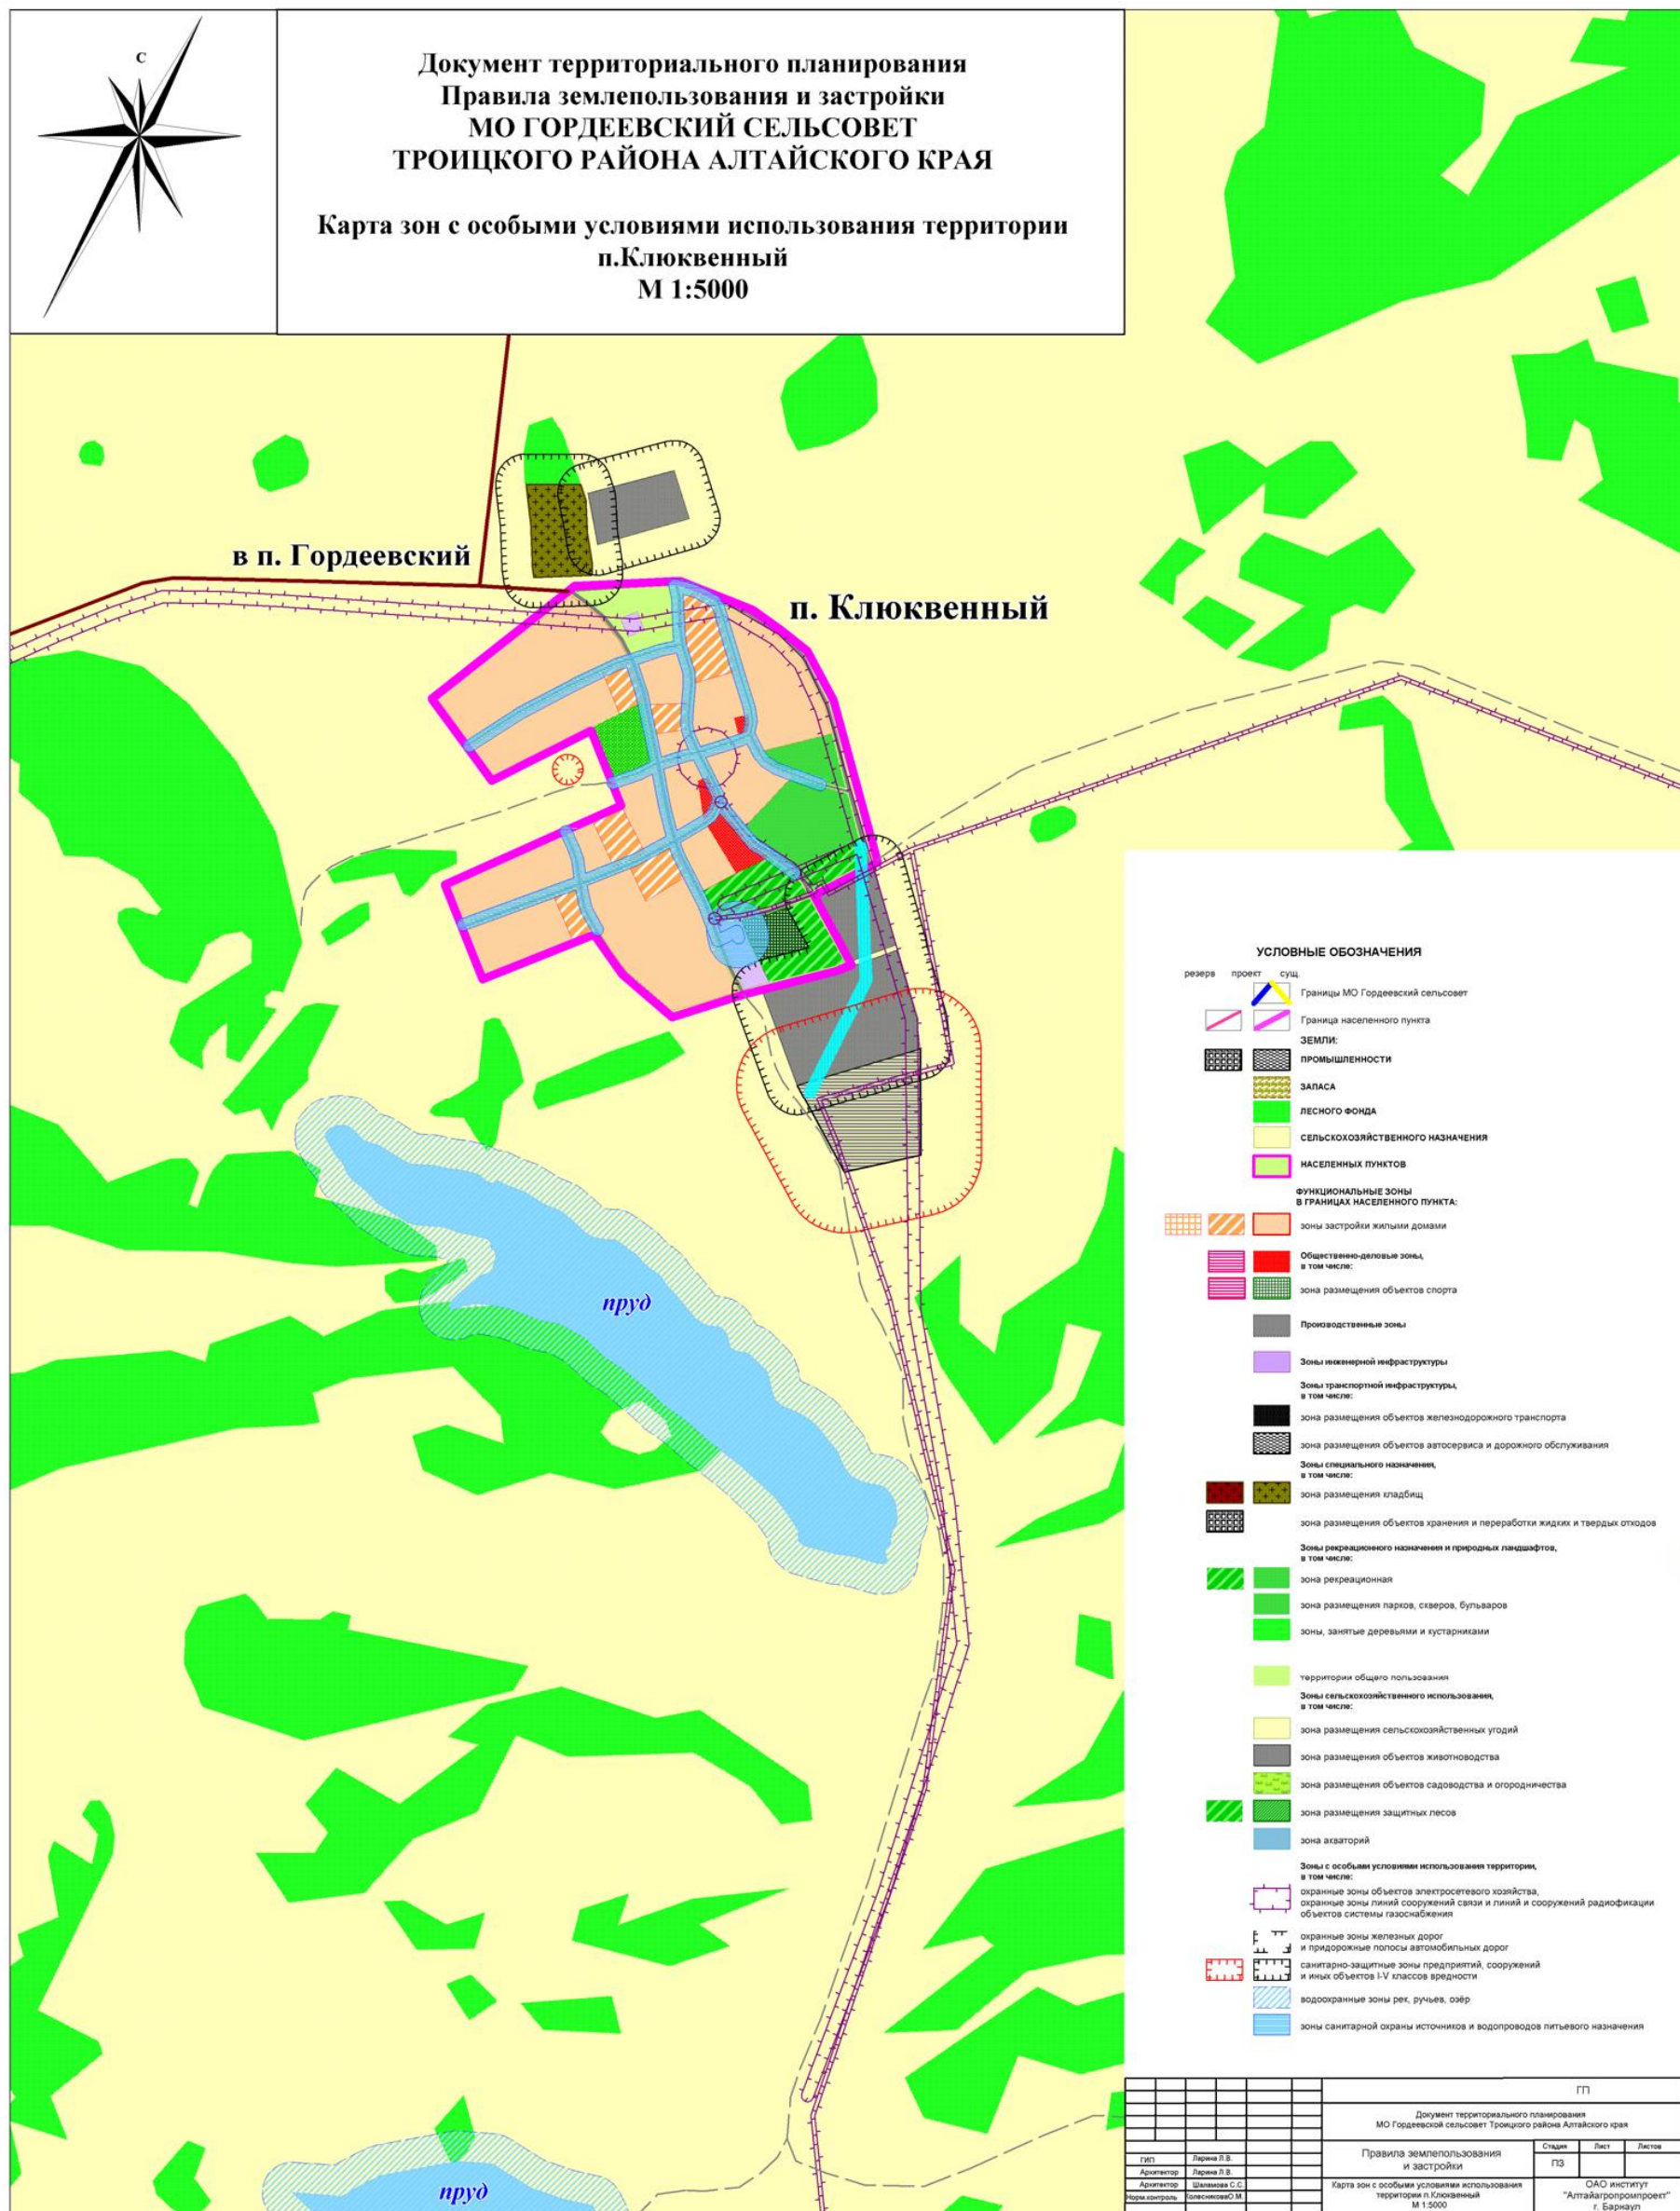 С
Документ территориального планирования
Правила землепользования и застройки
МО ГОРДЕЕВСКИЙ СЕЛЬСОВЕТ
ТРОИЦКОГО РАЙОНА АЛТАЙСКОГО КРАЯ
Карта зон с особыми условиями использования территории
п.Клюквенный
М 1:5000
в п. Гордеевский
п. Клюквенный
пруд
пруд
УСЛОВНЫЕ ОБОЗНАЧЕНИЯ
резерв проект сущ.
Границы МО Гордеевский сельсовет
Граница населенного пункта
ЗЕМЛИ:
ПРОМЫШЛЕННОСТИ
ЗАПАСА
ЛЕСНОГО ФОНДА
СЕЛЬСКОХОЗЯЙСТВЕННОГО НАЗНАЧЕНИЯ
НАСЕЛЕННЫХ ПУНКТОВ
ФУНКЦИОНАЛЬНЫЕ ЗОНЫ
В ГРАНИЦАХ НАСЕЛЕННОГО ПУНКТА:
зоны застройки жилыми домами
Общественно-деловые зоны,
в том числе:
зона размещения объектов спорта
Производственные зоны
Зоны инженерной инфраструктуры
Зоны транспортной инфраструктуры,
в том числе:
зона размещения объектов железнодорожного транспорта
зона размещения объектов автосервиса и дорожного обслуживания
Зоны специального назначения,
в том числе:
зона размещения кладбищ
зона размещения объектов хранения и переработки жидких и твердых отходов
Зоны рекреационного назначения и природных ландшафтов,
в том числе:
зона рекреационная
зона размещения парков, скверов, бульваров
зоны, занятые деревьями и кустарниками
территории общего пользования
Зоны сельскохозяйственного использования,
в том числе:
зона размещения сельскохозяйственных угодий
зона размещения объектов животноводства
зона размещения объектов садоводства и огородничества
зона размещения защитных лесов
зона акваторий
Зоны с особыми условиями использования территории,
в том числе:
охранные зоны объектов электросетевого хозяйства,
охранные зоны линий сооружений связи и линий и сооружений радиофикации
объектов системы газоснабжения
охранные зоны железных дорог
и придорожные полосы автомобильных дорог
санитарно-защитные зоны предприятий, сооружений
и иных объектов I-V классов вредности
водоохранные зоны рек, ручьев, озёр
зоны санитарной охраны источников и водопроводов питьевого назначения
ГП
Документ территориального планирования
МО Гордеевской сельсовет Троицкого района Алтайского края
Правила землепользования
и застройки
Стадия Лист Листов
ПЗ
ГИП Ларина Л.В.
Архитектор Ларина Л.В.
Архитектор Шаламова С.С.
Норм.контроль КолесниковаО.М.
Карта зон с особыми условиями использования
территории п.Клюквенный
М 1:5000
ОАО институт
"Алтайагропромпроект"
г. Барнаул